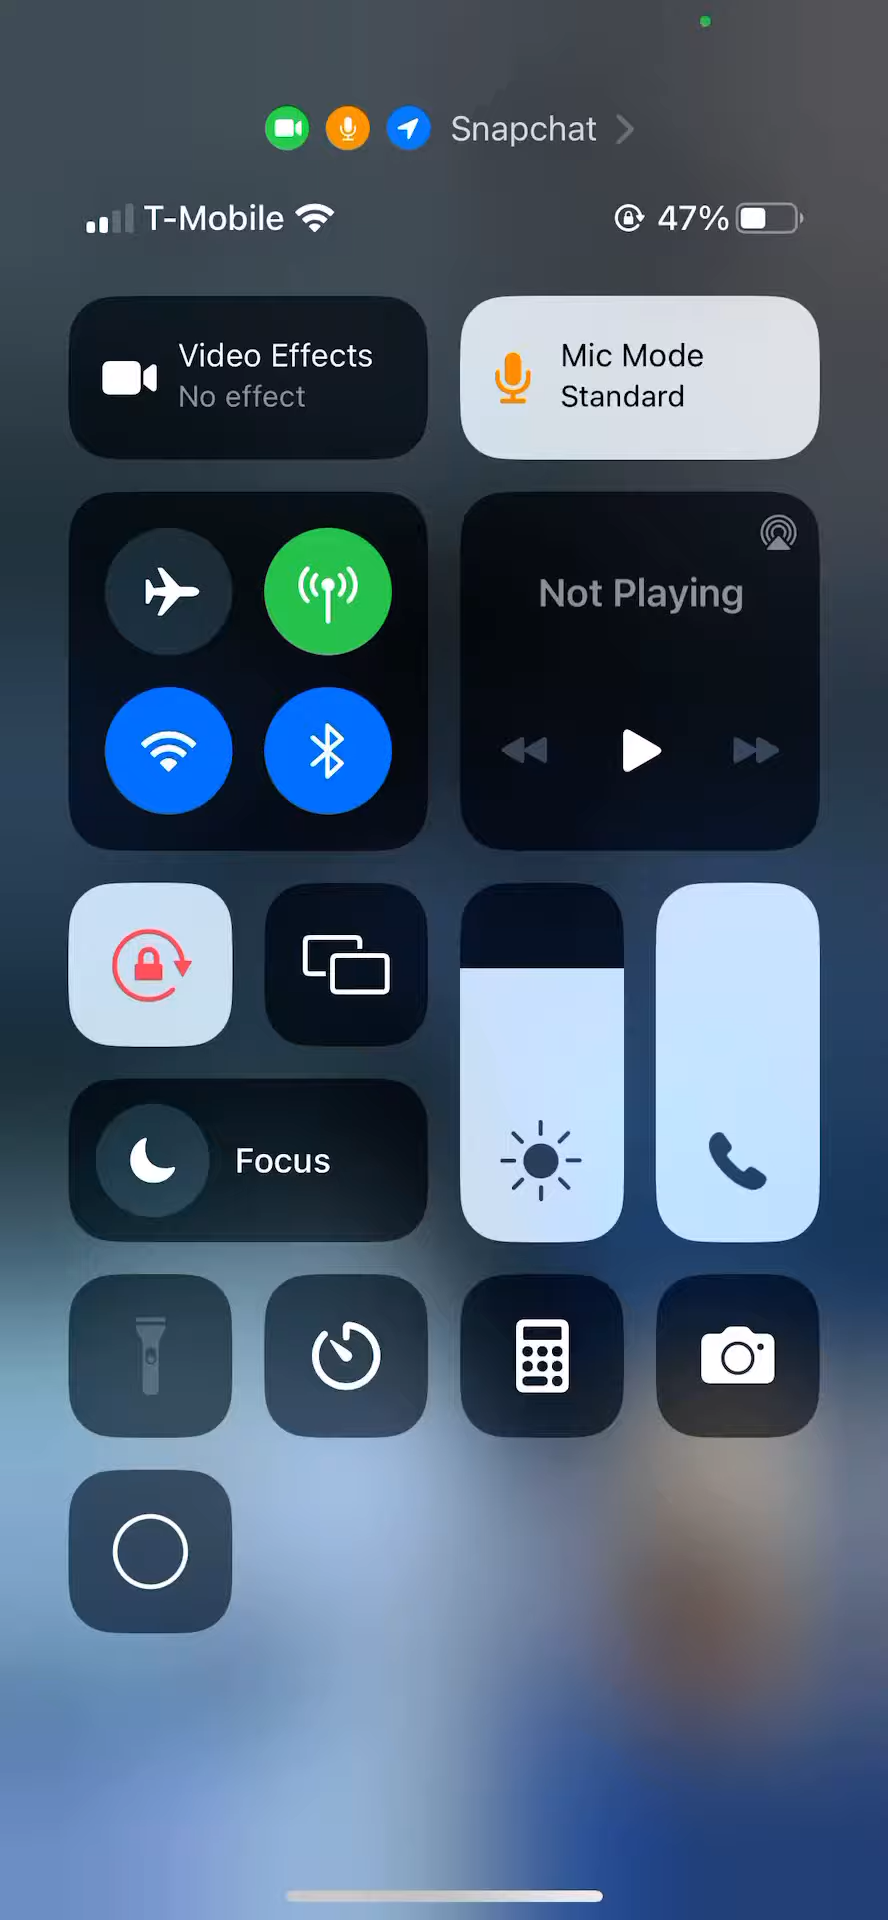 Snapchat
T-Mobile 47%
Video Effects
No effect
Mic Mode
Standard
Not Playing
Focus